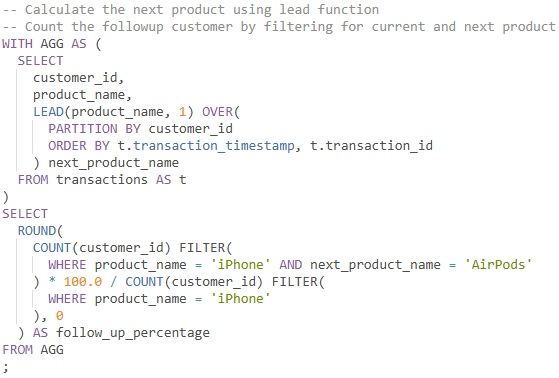 -- Calculate the next product using lead function
-- Count the followup customer by filtering for current and next product
WITH AGG AS (
  SELECT
    customer_id,
    product_name,
    LEAD(product_name, 1) OVER(
      PARTITION BY customer_id
      ORDER BY t.transaction_timestamp, t.transaction_id
    ) next_product_name
  FROM transactions AS t
)
SELECT
  ROUND(
    COUNT(customer_id) FILTER(
      WHERE product_name = 'iPhone' AND next_product_name = 'AirPods'
    ) * 100.0 / COUNT(customer_id) FILTER(
      WHERE product_name = 'iPhone'
    ), 0
  ) AS follow_up_percentage
FROM AGG
;